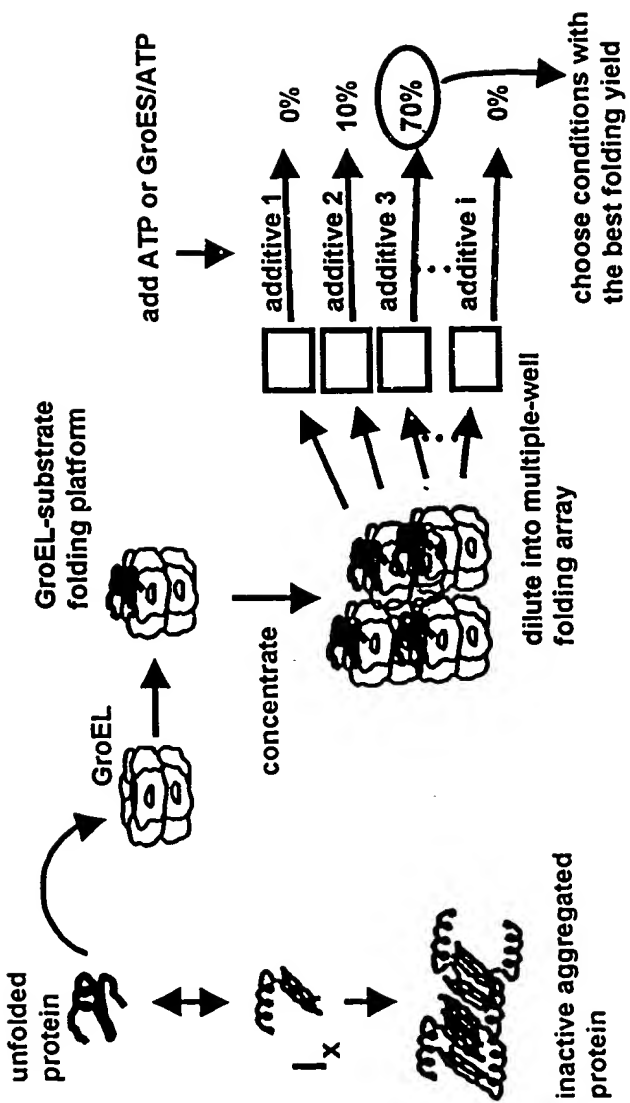 unfolded
protein
I x
inactive aggregated
protein
GroEL
GroEL-substrate
folding platform
concentrate
dilute into multiple-well
folding array
add ATP or GroES/ATP
additive 1
0%
additive 2
10%
additive 3
70%
additive i
0%
choose conditions with
the best folding yield